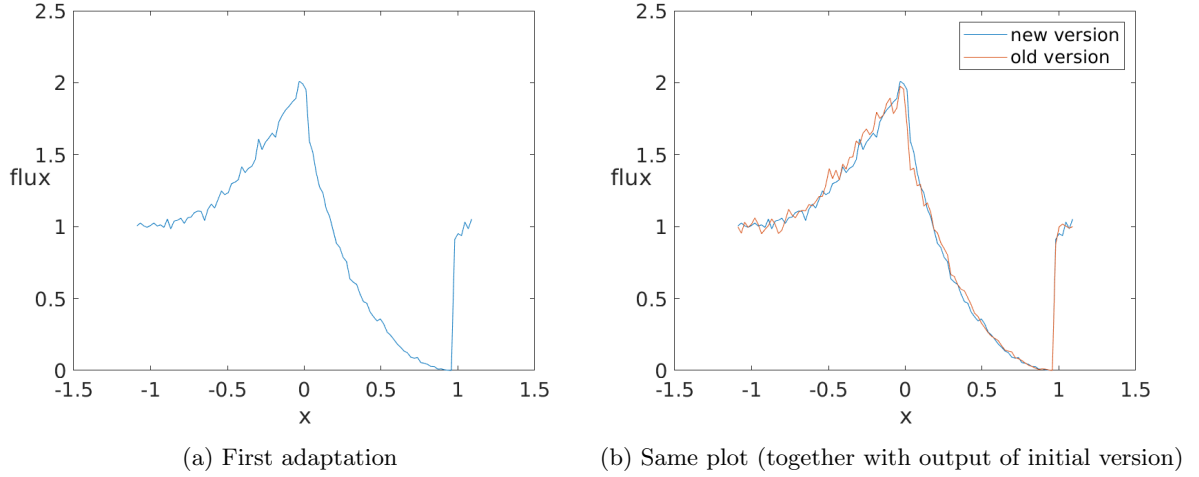 2.5
2
1.5
1
0.5
0
flux
-1.5 -1 -0.5 0 0.5 1 1.5
x
(a) First adaptation
2.5
2
1.5
1
0.5
0
flux
new version
old version
-1.5 -1 -0.5 0 0.5 1 1.5
x
(b) Same plot (together with output of initial version)